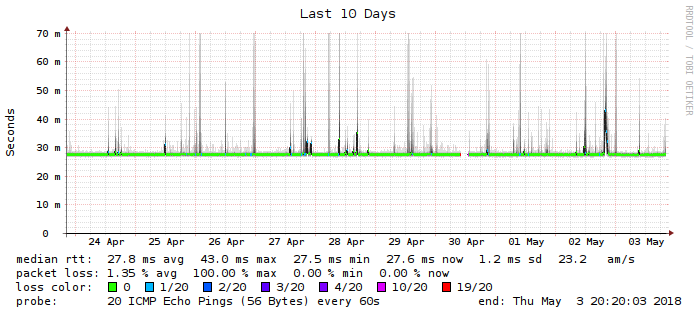 Last 10 Days
RRDTOOL / TOBI OETIKER
Seconds
70 m
60 m
50 m
40 m
30 m
20 m
10 m
0
24 Apr 25 Apr 26 Apr 27 Apr 28 Apr 29 Apr 30 Apr 01 May 02 May 03 May
median rtt: 27.8 ms avg 43.0 ms max 27.5 ms min 27.6 ms now 1.2 ms sd 23.2 am/s
packet loss: 1.35 % avg 100.00 % max 0.00 % min 0.00 % now
loss color: 0 1/20 2/20 3/20 4/20 10/20 19/20
probe: 20 ICMP Echo Pings (56 Bytes) every 60s end: Thu May 3 20:20:03 2018